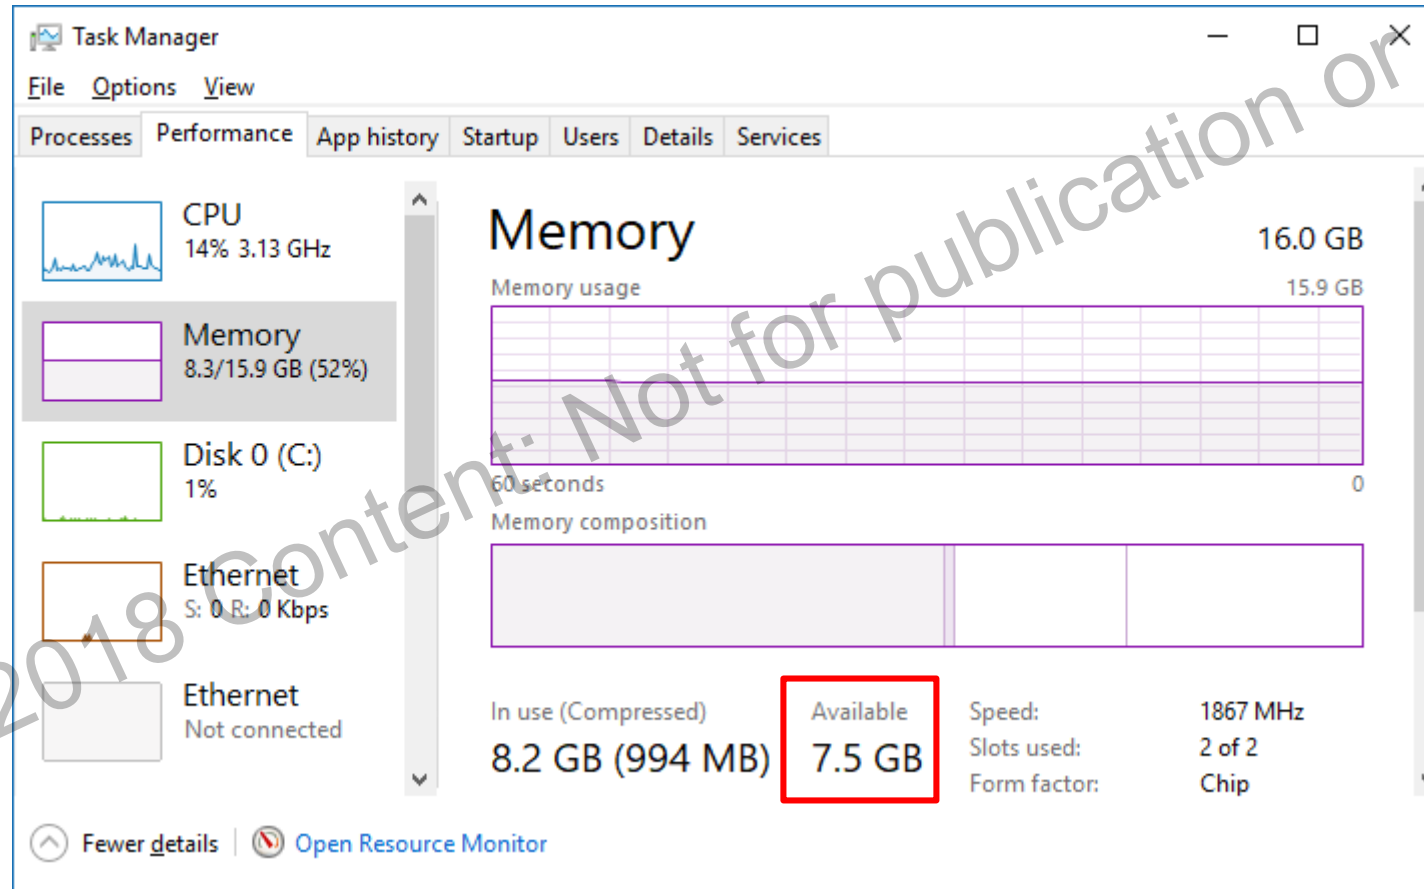 Task Manager
File Options View
Processes Performance App history Startup Users Details Services
CPU
14% 3.13 GHz
Memory
8.3/15.9 GB (52%)
Disk 0 (C:)
1%
Ethernet
S: 0 R: 0 Kbps
Ethernet
Not connected
Memory 16.0 GB
Memory usage 15.9 GB
60 seconds 0
Memory composition
In use (Compressed) Available
8.2 GB (994 MB) 7.5 GB
Speed: 1867 MHz
Slots used: 2 of 2
Form factor: Chip
Fewer details Open Resource Monitor
2018 Content: Not for publication or